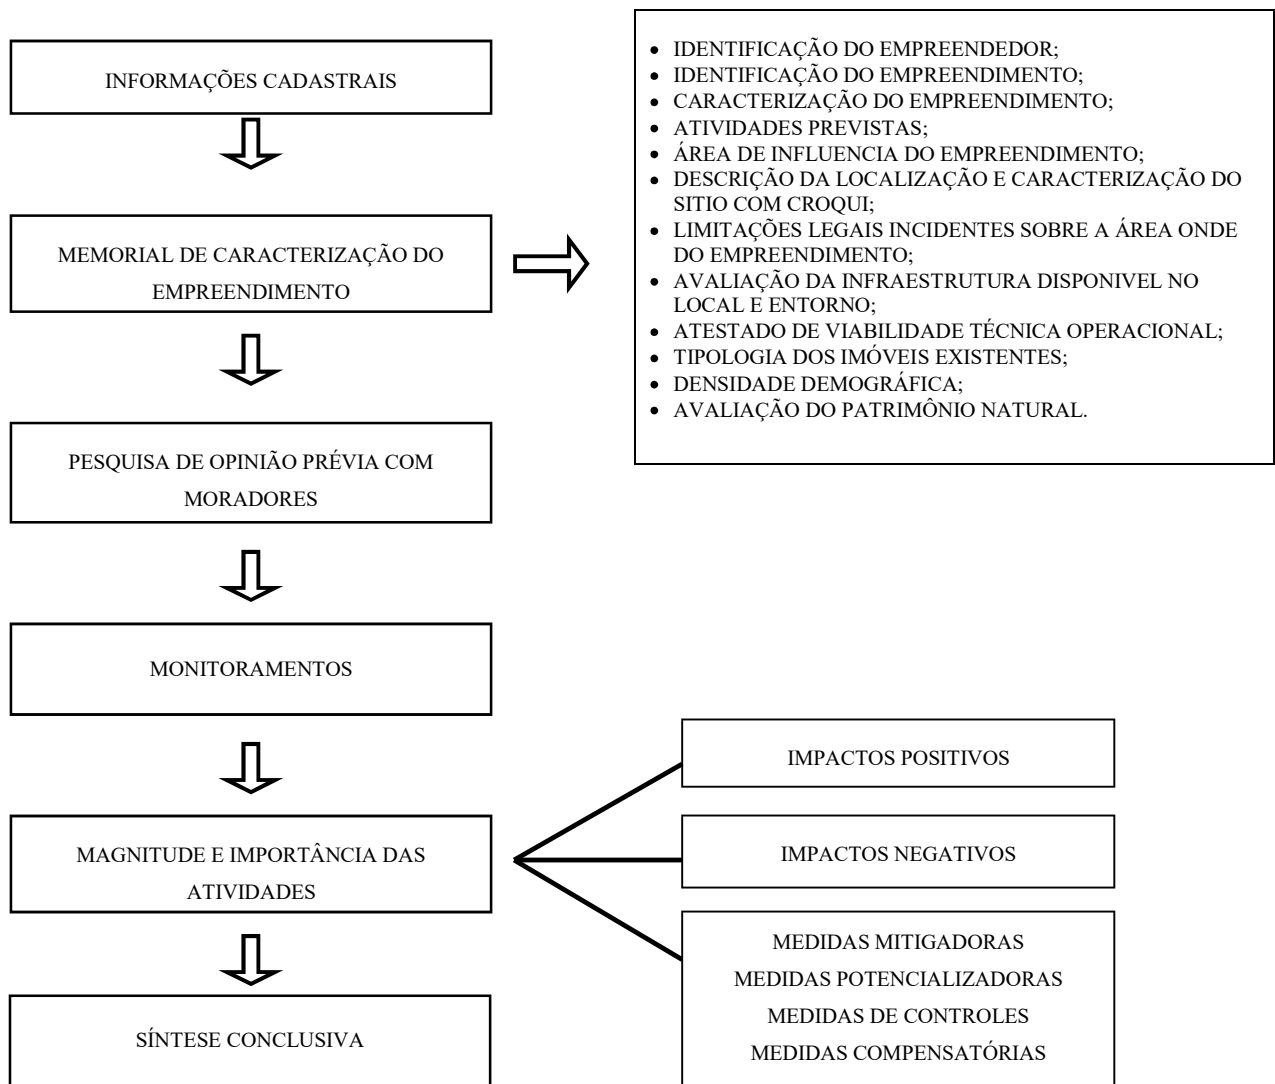 INFORMAÇÕES CADASTRAIS
MEMORIAL DE CARACTERIZAÇÃO DO
EMPREENDIMENTO
• IDENTIFICAÇÃO DO EMPREENDEDOR;
• IDENTIFICAÇÃO DO EMPREENDIMENTO;
• CARACTERIZAÇÃO DO EMPREENDIMENTO;
• ATIVIDADES PREVISTAS;
• ÁREA DE INFLUENCIA DO EMPREENDIMENTO;
• DESCRIÇÃO DA LOCALIZAÇÃO E CARACTERIZAÇÃO DO
SITIO COM CROQUI;
• LIMITAÇÕES LEGAIS INCIDENTES SOBRE A ÁREA ONDE
DO EMPREENDIMENTO;
• AVALIAÇÃO DA INFRAESTRUTURA DISPONIVEL NO
LOCAL E ENTORNO;
• ATESTADO DE VIABILIDADE TÉCNICA OPERACIONAL;
• TIPOLOGIA DOS IMÓVEIS EXISTENTES;
• DENSIDADE DEMOGRÁFICA;
• AVALIAÇÃO DO PATRIMÔNIO NATURAL.
PESQUISA DE OPINIÃO PRÉVIA COM
MORADORES
MONITORAMENTOS
MAGNITUDE E IMPORTÂNCIA DAS
ATIVIDADES
IMPACTOS POSITIVOS
IMPACTOS NEGATIVOS
MEDIDAS MITIGADORAS
MEDIDAS POTENCIALIZADORAS
MEDIDAS DE CONTROLES
MEDIDAS COMPENSATÓRIAS
SÍNTESE CONCLUSIVA